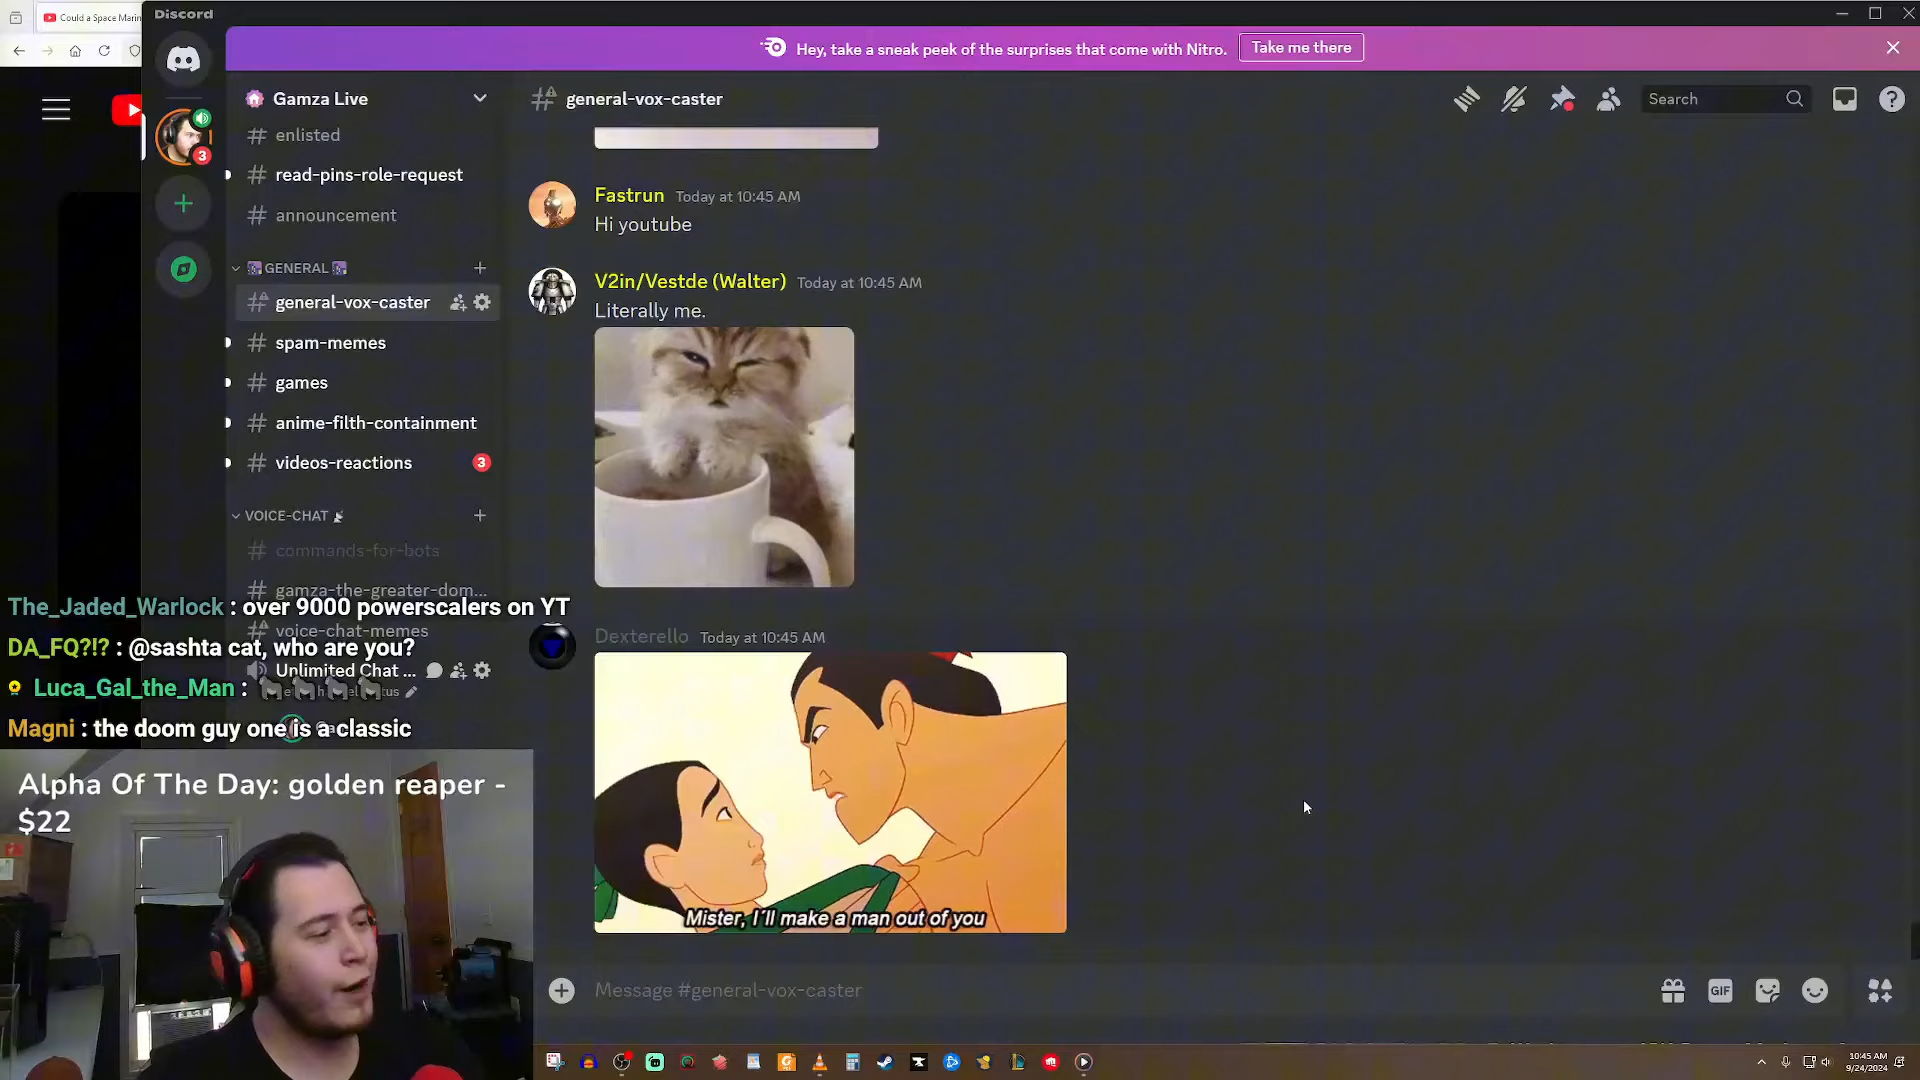 Could a Space Marin
Discord
Hey, take a sneak peek of the surprises that come with Nitro.
Take me there
Gamza Live
general-vox-caster
Search
enlisted
read-pins-role-request
announcement
GENERAL
general-vox-caster
spam-memes
games
anime-filth-containment
videos-reactions
3
3
VOICE-CHAT
commands-for-bots
gamza-the-greater-dom...
voice-chat-memes
Unlimited Chat ...
Fastrun Today at 10:45 AM
Hi youtube
V2in/Vestde (Walter) Today at 10:45 AM
Literally me.
Dexterello Today at 10:45 AM
Mister, I'll make a man out of you
Message #general-vox-caster
GIF
The_Jaded_Warlock : over 9000 powerscalers on YT
DA_FQ?!? : @sashta cat, who are you?
Luca_Gal_the_Man :
Magni : the doom guy one is a classic
Alpha Of The Day: golden reaper -
$22
10:45 AM
9/24/2024